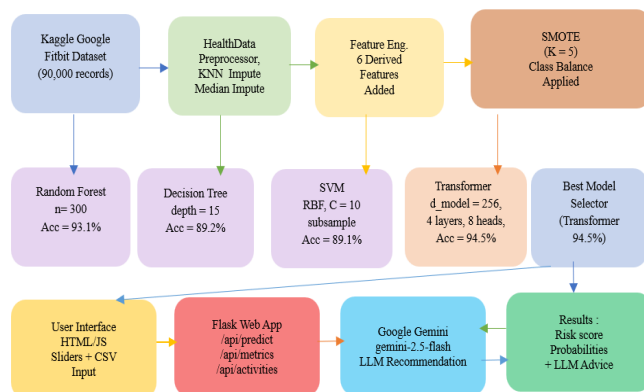 Kaggle Google
Fitbit Dataset
(90,000 records)
HealthData
Preprocessor,
KNN Impute
Median Impute
Feature Eng.
6 Derived
Features
Added
SMOTE
(K = 5)
Class Balance
Applied
Random Forest
n= 300
Acc = 93.1%
Decision Tree
depth = 15
Acc = 89.2%
SVM
RBF, C = 10
subsample
Acc = 89.1%
Transformer
d_model = 256,
4 layers, 8 heads,
Acc = 94.5%
Best Model
Selector
(Transformer
94.5%)
User Interface
HTML/JS
Sliders + CSV
Input
Flask Web App
/api/predict
/api/metrics
/api/activities
Google Gemini
gemini-2.5-flash
LLM Recommendation
Results :
Risk score
Probabilities
+ LLM Advice